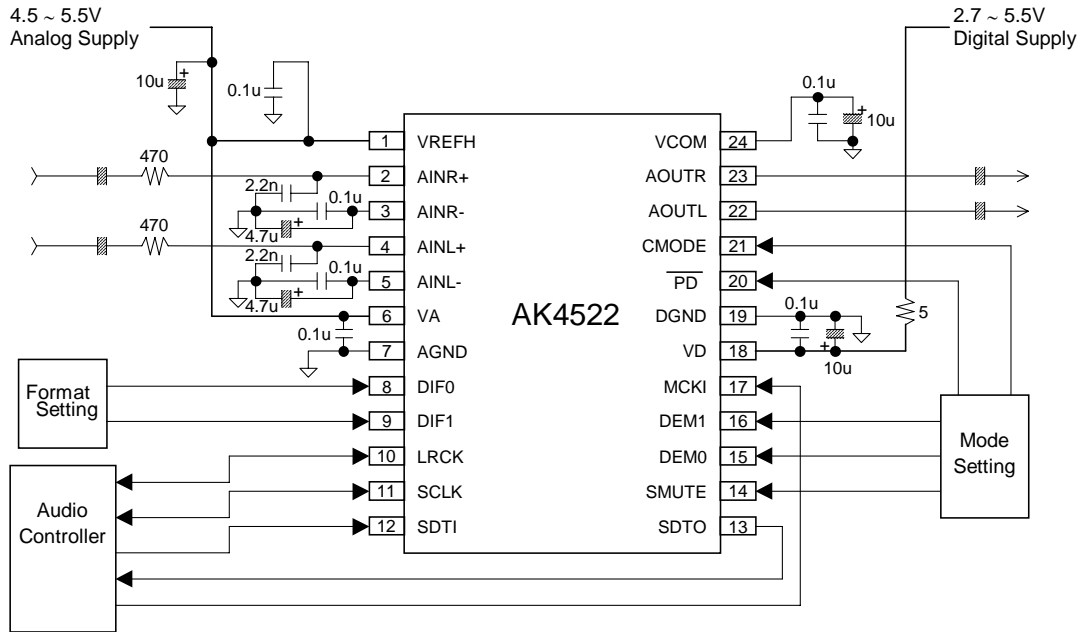 4.5 ~ 5.5V
Analog Supply
2.7 ~ 5.5V
Digital Supply
10u
+
0.1u
0.1u
+
10u
1 VREFH
VCOM 24
470
2 AINR+
AOUTR 23
2.2n
0.1u
3 AINR-
AOUTL 22
+
4.7u
470
4 AINL+
CMODE 21
2.2n
0.1u
5 AINL-
PD 20
+
4.7u
AK4522
6 VA
DGND 19
0.1u
0.1u
5
7 AGND
VD 18
+
10u
Format
Setting
8 DIF0
MCKI 17
9 DIF1
DEM1 16
10 LRCK
DEM0 15
Mode
Setting
11 SCLK
SMUTE 14
Audio
Controller
12 SDTI
SDTO 13